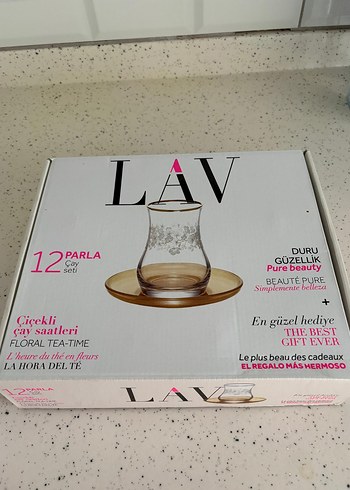 LAV
12 PARLA
Çay
seti
DURU
GÜZELLİK
Pure beauty
BEAUTÉ PURE
Simplemente belleza
+
Çiçekli
çay saatleri
FLORAL TEA-TIME
L'heure du thé en fleurs
LA HORA DEL TÉ
En güzel hediye
THE BEST
GIFT EVER
Le plus beau des cadeaux
EL REGALO MÁS HERMOSO
12 PARLA
LAV